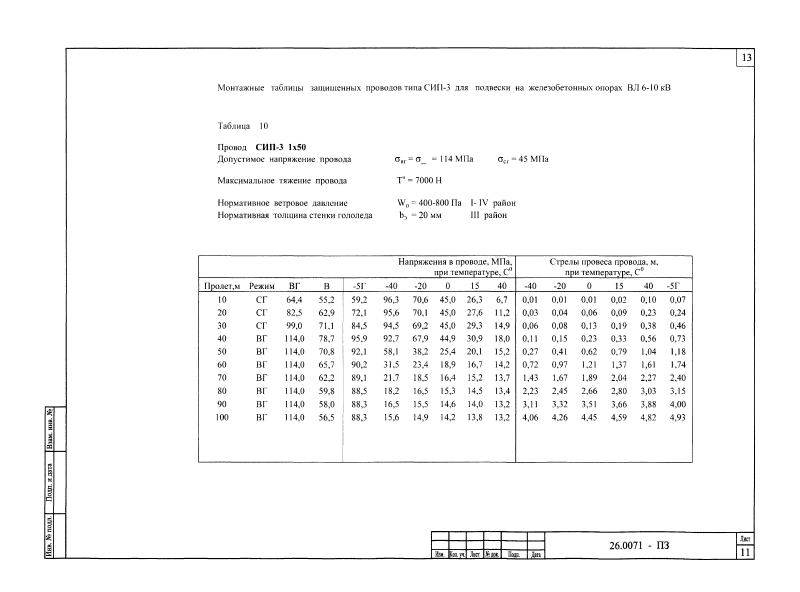 13
Монтажные таблицы защищенных проводов типа СИП-3 для подвески на железобетонных опорах ВЛ 6-10 кВ
Таблица 10
Провод СИП-3 1х50
Допустимое напряжение провода σвг = σ_ = 114 МПа σсг = 45 МПа
Максимальное тяжение провода Tн = 7000 Н
Нормативное ветровое давление W₀ = 400-800 Па I- IV район
Нормативная толщина стенки гололеда bэ = 20 мм III район
Напряжения в проводе, МПа, Стрелы провеса провода, м,
при температуре, С⁰ при температуре, С⁰
Пролет,м Режим ВГ В -5Г -40 -20 0 15 40 -40 -20 0 15 40 -5Г
10 СГ 64,4 55,2 59,2 96,3 70,6 45,0 26,3 6,7 0,01 0,01 0,01 0,02 0,10 0,07
20 СГ 82,5 62,9 72,1 95,6 70,1 45,0 27,6 11,2 0,03 0,04 0,06 0,09 0,23 0,24
30 СГ 99,0 71,1 84,5 94,5 69,2 45,0 29,3 14,9 0,06 0,08 0,13 0,19 0,38 0,46
40 ВГ 114,0 78,7 95,9 92,7 67,9 44,9 30,9 18,0 0,11 0,15 0,23 0,33 0,56 0,73
50 ВГ 114,0 70,8 92,1 58,1 38,2 25,4 20,1 15,2 0,27 0,41 0,62 0,79 1,04 1,18
60 ВГ 114,0 65,7 90,2 31,5 23,4 18,9 16,7 14,2 0,72 0,97 1,21 1,37 1,61 1,74
70 ВГ 114,0 62,2 89,1 21,7 18,5 16,4 15,2 13,7 1,43 1,67 1,89 2,04 2,27 2,40
80 ВГ 114,0 59,8 88,5 18,2 16,5 15,3 14,5 13,4 2,23 2,45 2,66 2,80 3,03 3,15
90 ВГ 114,0 58,0 88,3 16,5 15,5 14,6 14,0 13,2 3,11 3,32 3,51 3,66 3,88 4,00
100 ВГ 114,0 56,5 88,3 15,6 14,9 14,2 13,8 13,2 4,06 4,26 4,45 4,59 4,82 4,93
Взам. инв. №
Подп. и дата
Инв. № подл.
Изм. Кол. уч. Лист № док. Подп. Дата
26.0071 - ПЗ
Лист
11